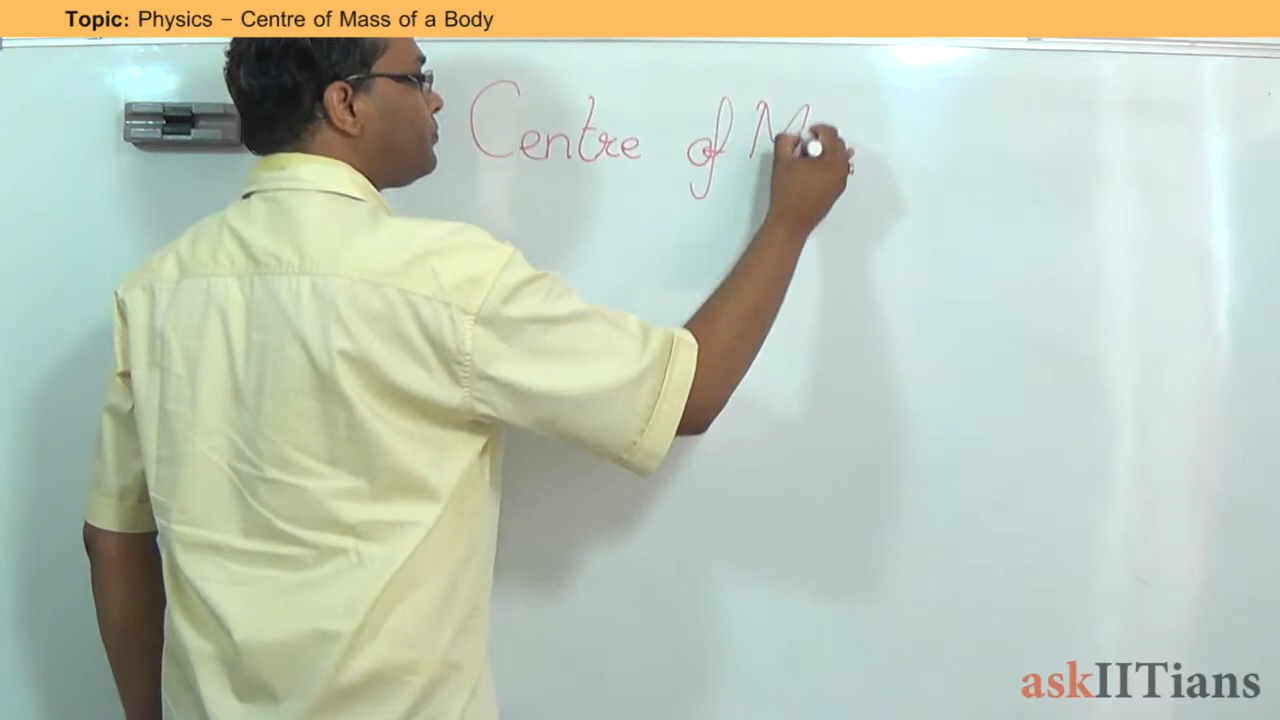 Topic: Physics – Centre of Mass of a Body
Centre of M
askIITians